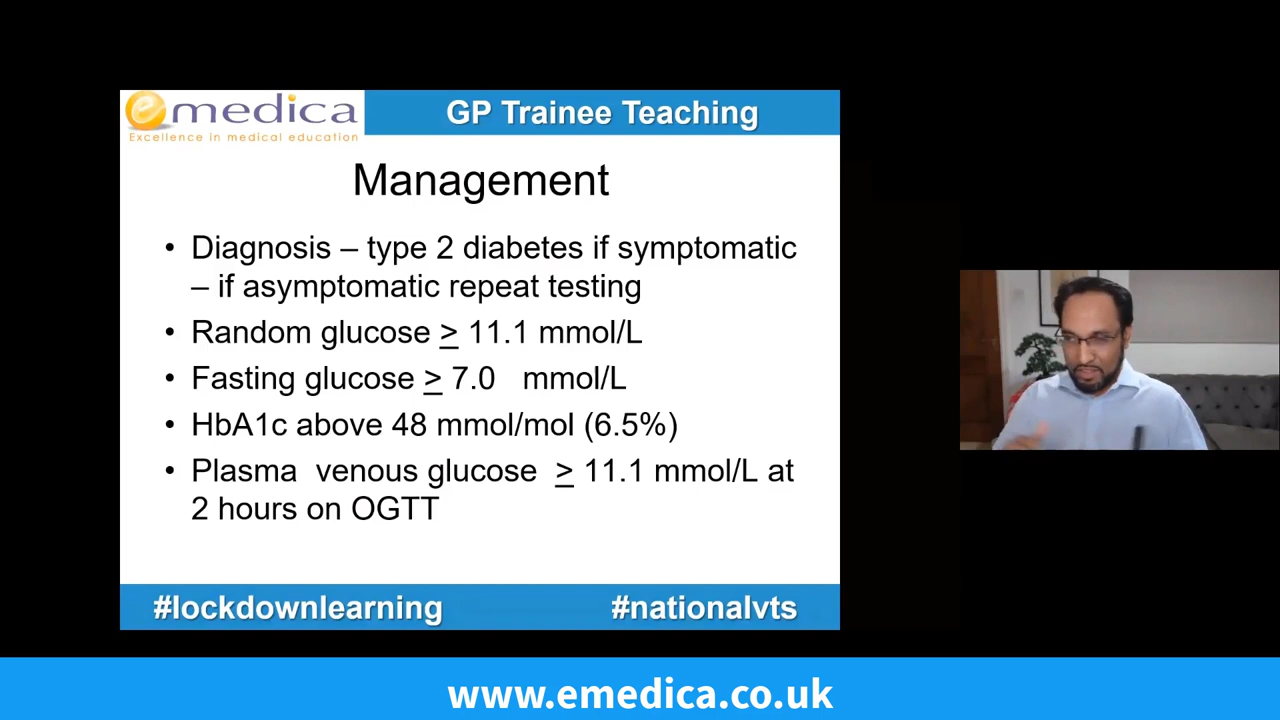 emedica
Excellence in medical education
GP Trainee Teaching
Management
• Diagnosis – type 2 diabetes if symptomatic
– if asymptomatic repeat testing
• Random glucose ≥ 11.1 mmol/L
• Fasting glucose ≥ 7.0 mmol/L
• HbA1c above 48 mmol/mol (6.5%)
• Plasma venous glucose ≥ 11.1 mmol/L at
2 hours on OGTT
#lockdownlearning
#nationalvts
www.emedica.co.uk